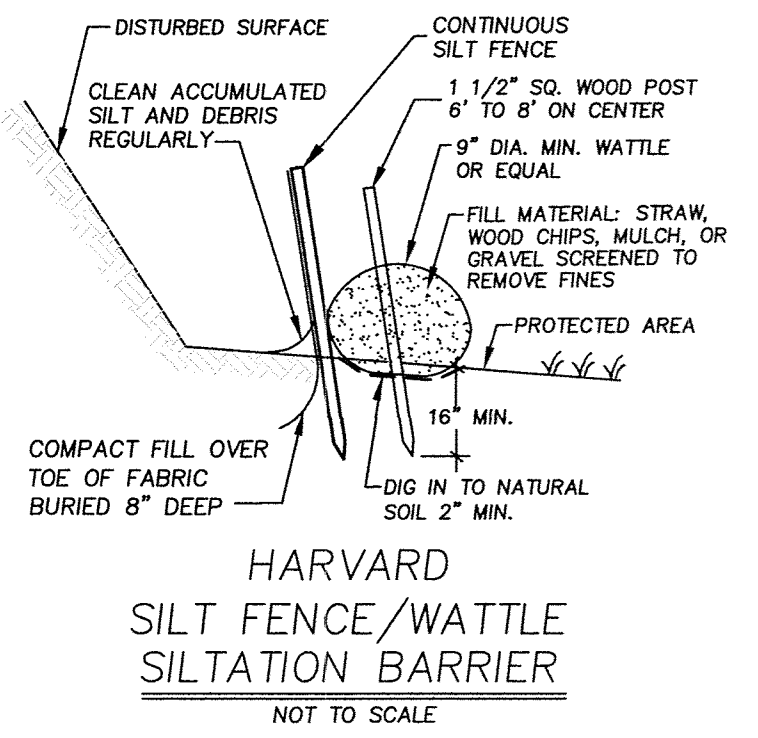 DISTURBED SURFACE
CONTINUOUS
SILT FENCE
CLEAN ACCUMULATED
SILT AND DEBRIS
REGULARLY
1 1/2" SQ. WOOD POST
6' TO 8' ON CENTER
9" DIA. MIN. WATTLE
OR EQUAL
FILL MATERIAL: STRAW,
WOOD CHIPS, MULCH, OR
GRAVEL SCREENED TO
REMOVE FINES
PROTECTED AREA
16" MIN.
COMPACT FILL OVER
TOE OF FABRIC
BURIED 8" DEEP
DIG IN TO NATURAL
SOIL 2" MIN.
HARVARD
SILT FENCE/WATTLE
SILTATION BARRIER
NOT TO SCALE